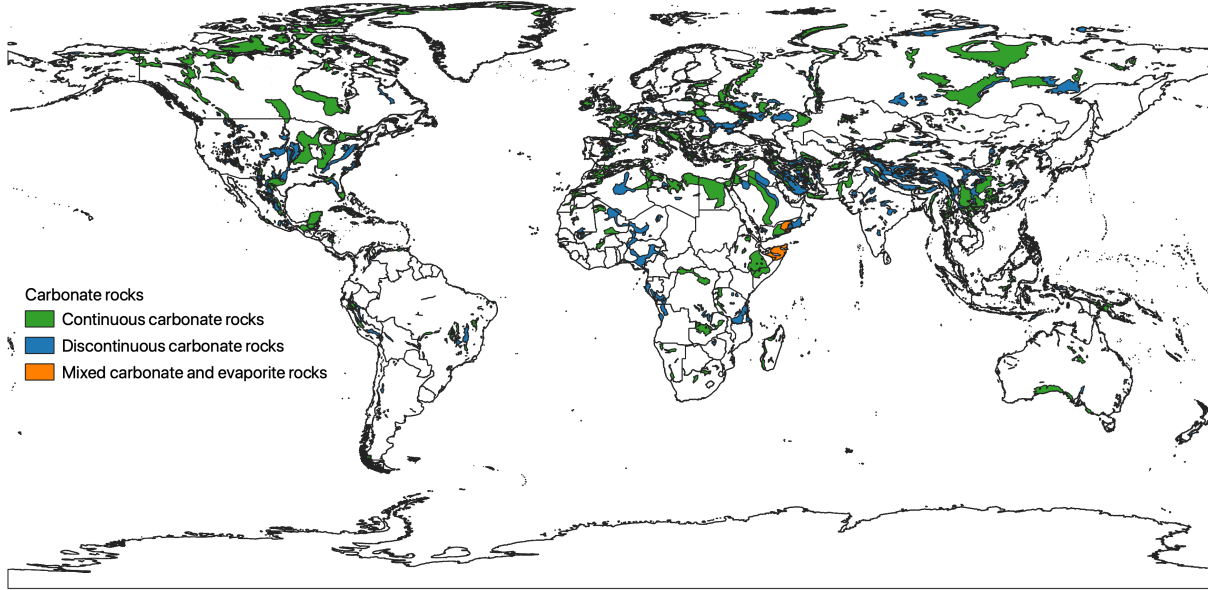 Carbonate rocks
Continuous carbonate rocks
Discontinuous carbonate rocks
Mixed carbonate and evaporite rocks